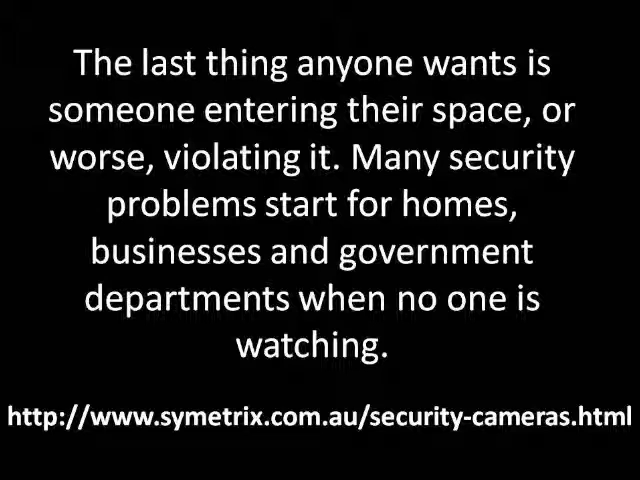 The last thing anyone wants is
someone entering their space, or
worse, violating it. Many security
problems start for homes,
businesses and government
departments when no one is
watching.
http://www.symetrix.com.au/security-cameras.html